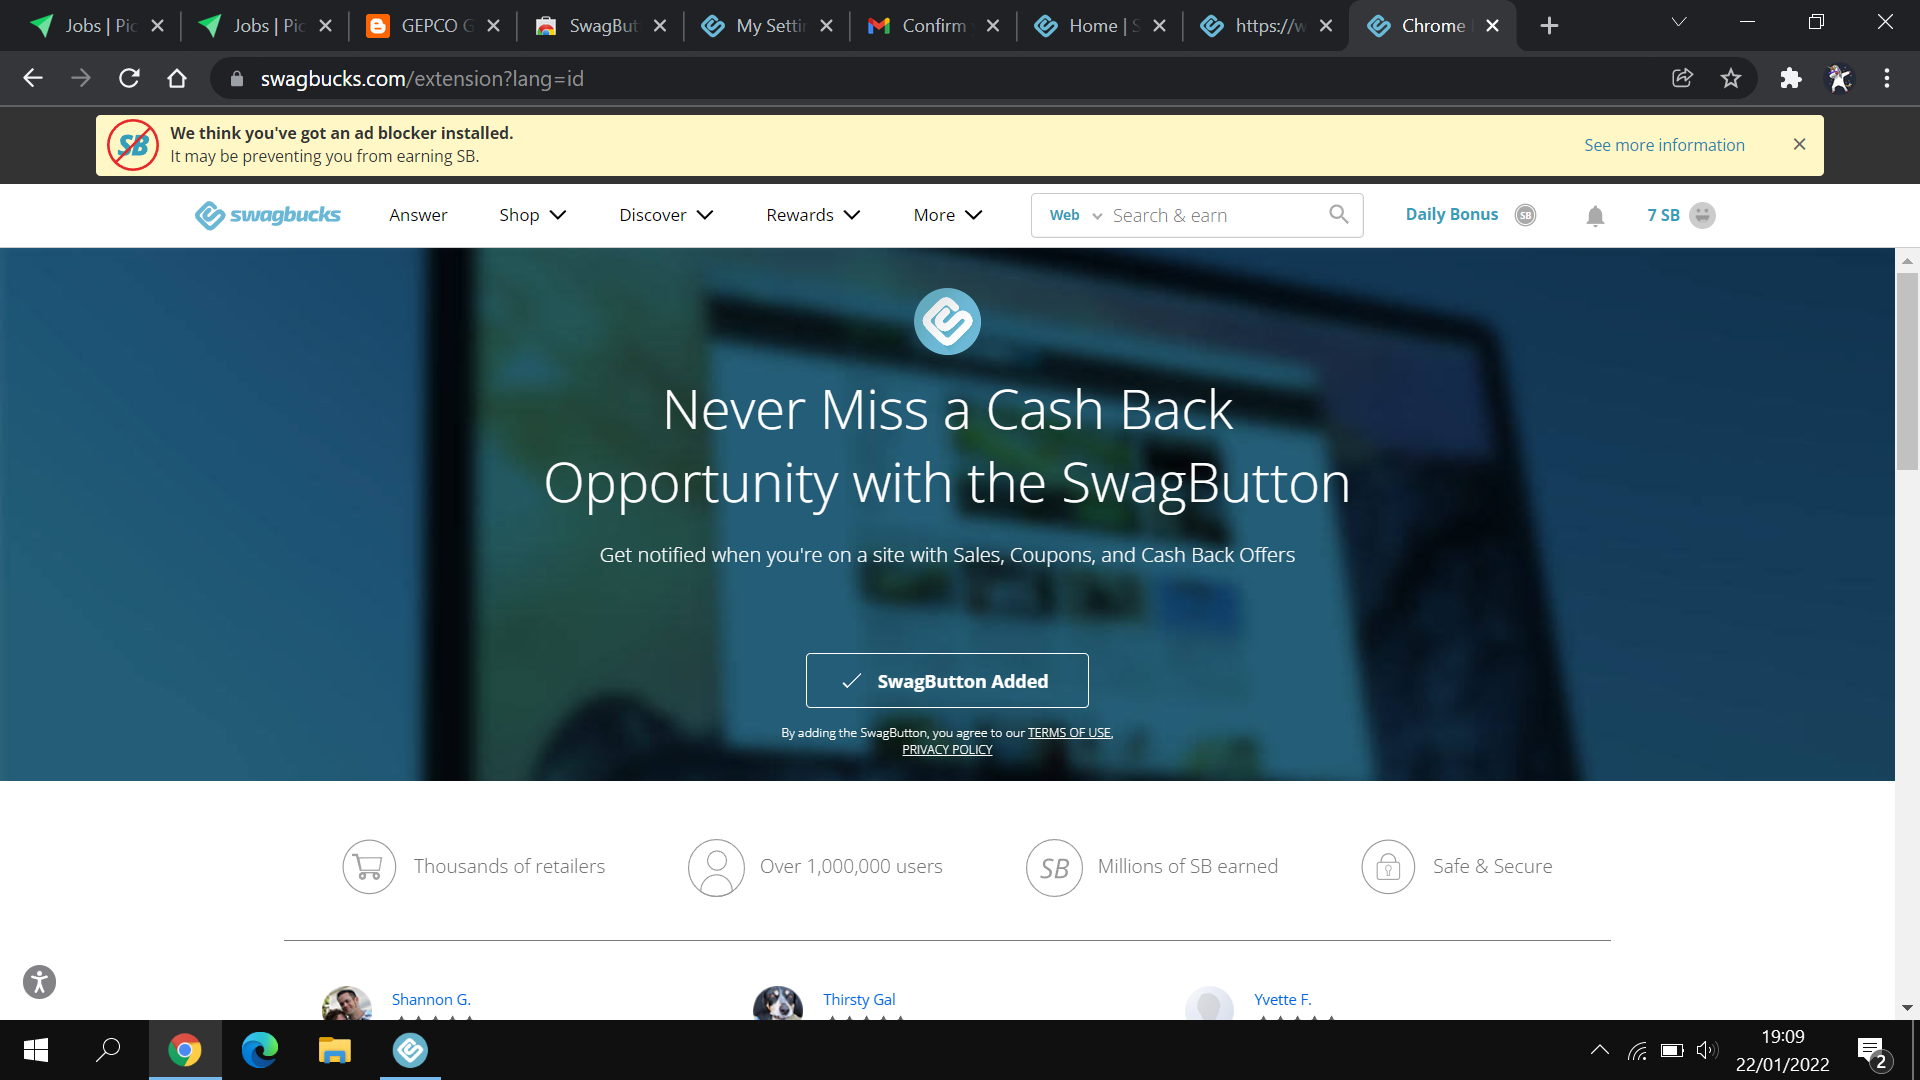 Jobs | Pic
Jobs | Pic
GEPCO G
SwagBut
My Setti
Confirm
Home | S
https://w
Chrome
swagbucks.com/extension?lang=id
SB
We think you've got an ad blocker installed.
It may be preventing you from earning SB.
See more information
swagbucks
Answer
Shop
Discover
Rewards
More
Web
Search & earn
Daily Bonus
SB
7 SB
Never Miss a Cash Back
Opportunity with the SwagButton
Get notified when you're on a site with Sales, Coupons, and Cash Back Offers
SwagButton Added
By adding the SwagButton, you agree to our TERMS OF USE,
PRIVACY POLICY
Thousands of retailers
Over 1,000,000 users
SB
Millions of SB earned
Safe & Secure
Shannon G.
Thirsty Gal
Yvette F.
19:09
22/01/2022
2